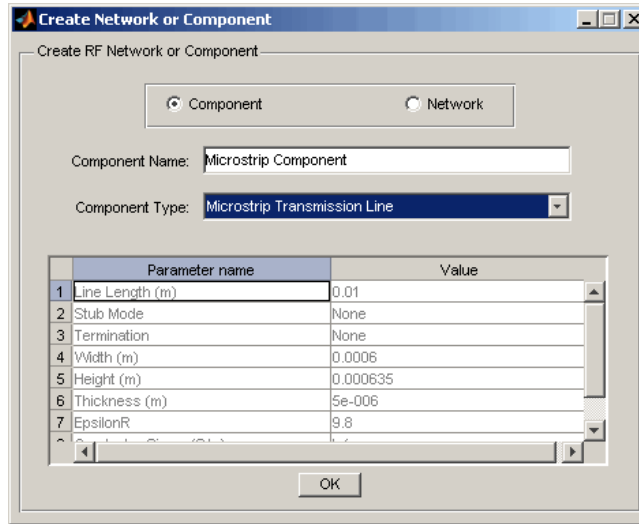 Create Network or Component
Create RF Network or Component
Component
Network
Component Name: Microstrip Component
Component Type: Microstrip Transmission Line
Parameter name Value
1 Line Length (m) 0.01
2 Stub Mode None
3 Termination None
4 Width (m) 0.0006
5 Height (m) 0.000635
6 Thickness (m) 5e-006
7 EpsilonR 9.8
OK